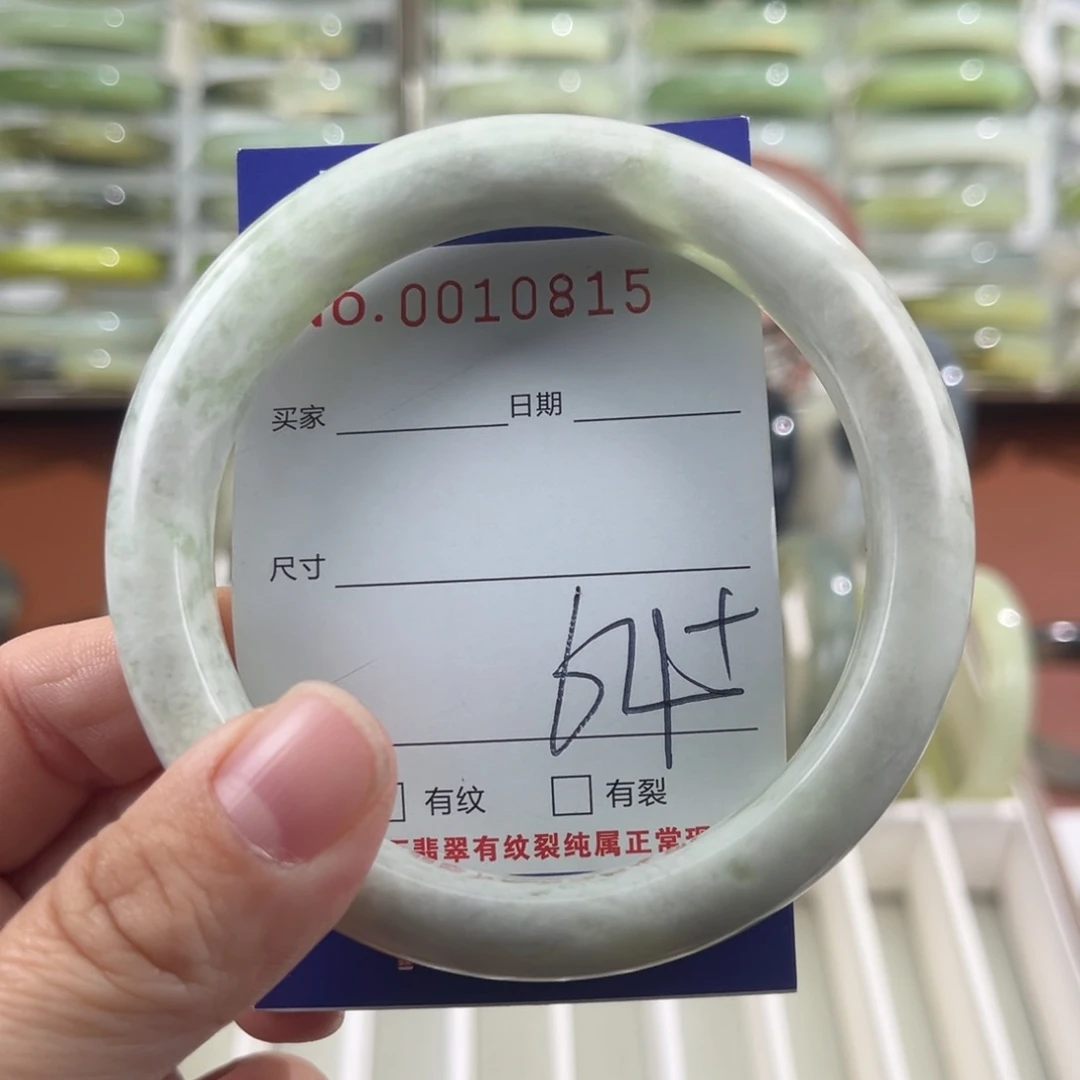 NO.0010815
买家 日期
尺寸
64+
有纹 有裂
翡翠有纹裂纯属正常